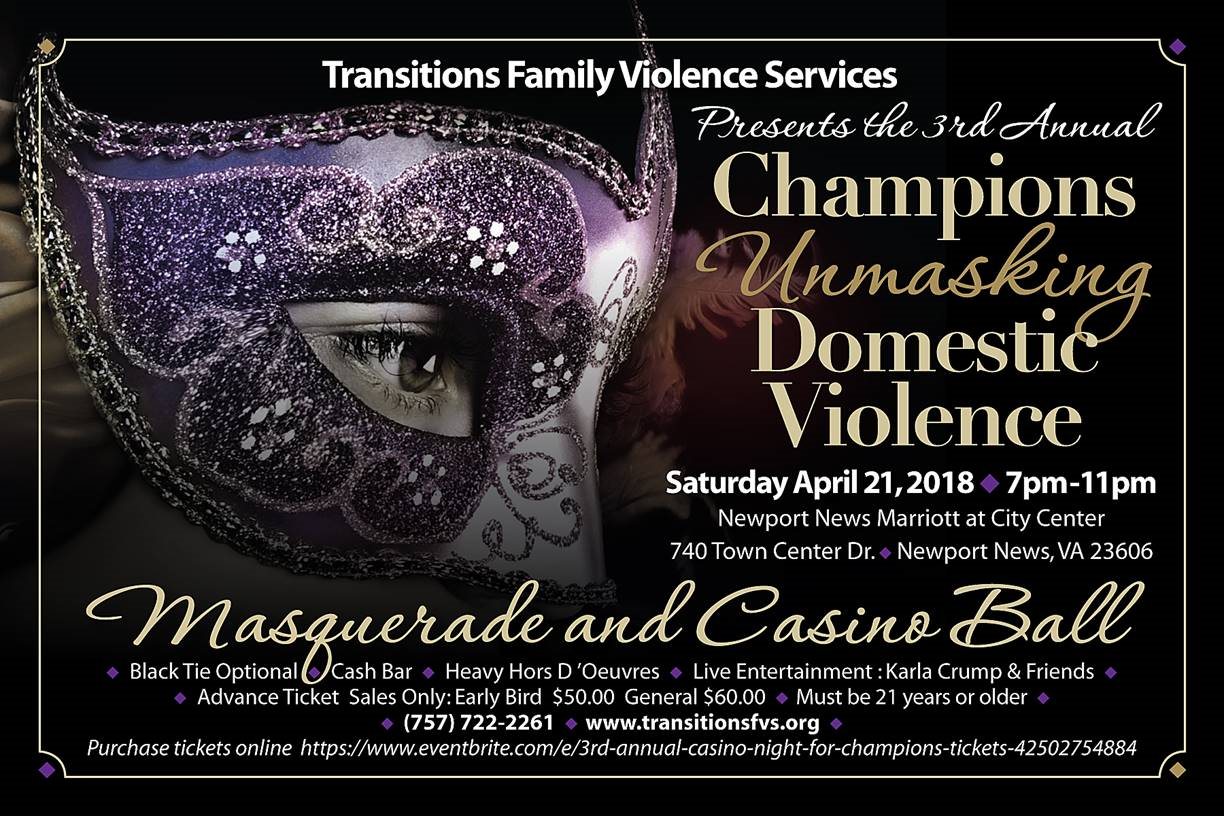 Transitions Family Violence Services
Presents the 3rd Annual
Champions
Unmasking
Domestic
Violence
Saturday April 21, 2018 ◆ 7pm-11pm
Newport News Marriott at City Center
740 Town Center Dr. ◆ Newport News, VA 23606
Masquerade and Casino Ball
◆ Black Tie Optional ◆ Cash Bar ◆ Heavy Hors D 'Oeuvres ◆ Live Entertainment : Karla Crump & Friends ◆
◆ Advance Ticket Sales Only: Early Bird $50.00 General $60.00 ◆ Must be 21 years or older ◆
◆ (757) 722-2261 ◆ www.transitionsfvs.org ◆
Purchase tickets online https://www.eventbrite.com/e/3rd-annual-casino-night-for-champions-tickets-42502754884